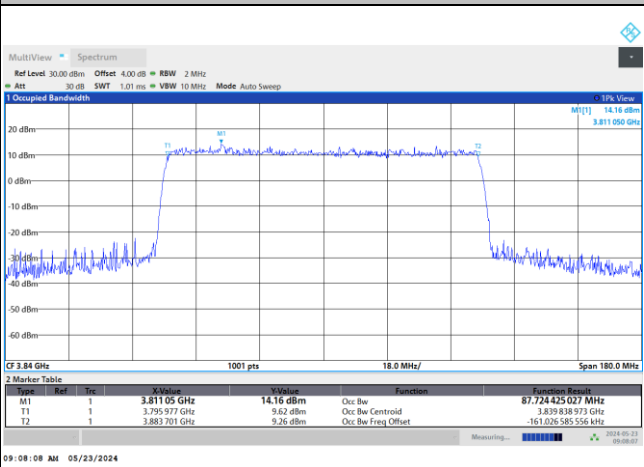 MultiView Spectrum
Ref Level 30.00 dBm Offset 4.00 dB RBW 2 MHz
Att 30 dB SWT 1.01 ms VBW 10 MHz Mode Auto Sweep
1 Occupied Bandwidth 1Pk View
M1[1] 14.16 dBm
3.811 050 GHz
20 dBm
M1
T1 T2
10 dBm
0 dBm
-10 dBm
-20 dBm
-30 dBm
-40 dBm
-50 dBm
-60 dBm
CF 3.84 GHz 1001 pts 18.0 MHz/ Span 180.0 MHz
2 Marker Table
Type Ref Trc X-Value Y-Value Function Function Result
M1 1 3.811 05 GHz 14.16 dBm Occ Bw 87.724 425 027 MHz
T1 1 3.795 977 GHz 9.62 dBm Occ Bw Centroid 3.839 838 973 GHz
T2 1 3.883 701 GHz 9.26 dBm Occ Bw Freq Offset -161.026 585 556 kHz
Measuring... 2024-05-23
09:08:07
09:08:08 AM 05/23/2024